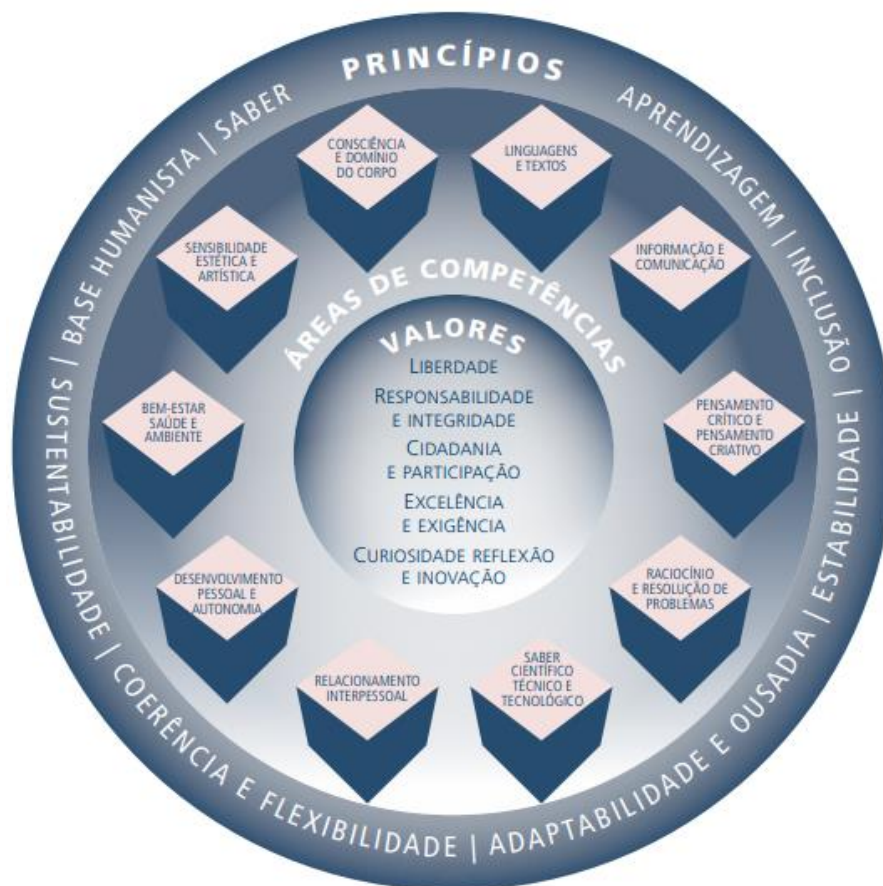 PRINCÍPIOS
BASE HUMANISTA | SABER
APRENDIZAGEM | INCLUSÃO |
ESTABILIDADE |
ADAPTABILIDADE E OUSADIA |
COERÊNCIA E FLEXIBILIDADE |
SUSTENTABILIDADE |
ÁREAS DE COMPETÊNCIAS
CONSCIÊNCIA
E DOMÍNIO
DO CORPO
LINGUAGENS
E TEXTOS
SENSIBILIDADE
ESTÉTICA E
ARTÍSTICA
INFORMAÇÃO E
COMUNICAÇÃO
BEM-ESTAR
SAÚDE E
AMBIENTE
PENSAMENTO
CRÍTICO E
PENSAMENTO
CRIATIVO
DESENVOLVIMENTO
PESSOAL E
AUTONOMIA
RACIOCÍNIO
E RESOLUÇÃO DE
PROBLEMAS
RELACIONAMENTO
INTERPESSOAL
SABER
CIENTÍFICO
TÉCNICO E
TECNOLÓGICO
VALORES
LIBERDADE
RESPONSABILIDADE
E INTEGRIDADE
CIDADANIA
E PARTICIPAÇÃO
EXCELÊNCIA
E EXIGÊNCIA
CURIOSIDADE REFLEXÃO
E INOVAÇÃO